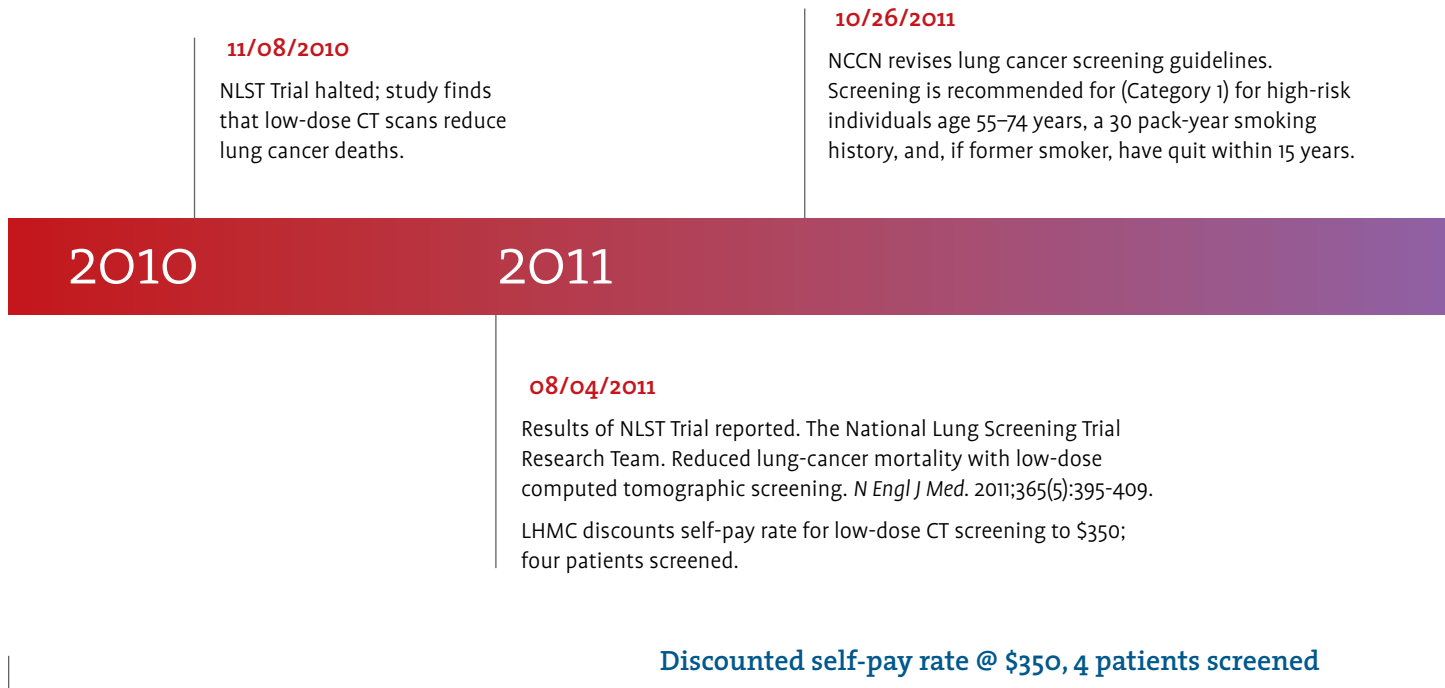 11/08/2010
NLST Trial halted; study finds
that low-dose CT scans reduce
lung cancer deaths.
10/26/2011
NCCN revises lung cancer screening guidelines.
Screening is recommended for (Category 1) for high-risk
individuals age 55–74 years, a 30 pack-year smoking
history, and, if former smoker, have quit within 15 years.
2010
2011
08/04/2011
Results of NLST Trial reported. The National Lung Screening Trial
Research Team. Reduced lung-cancer mortality with low-dose
computed tomographic screening. N Engl J Med. 2011;365(5):395-409.
LHMC discounts self-pay rate for low-dose CT screening to $350;
four patients screened.
Discounted self-pay rate @ $350, 4 patients screened